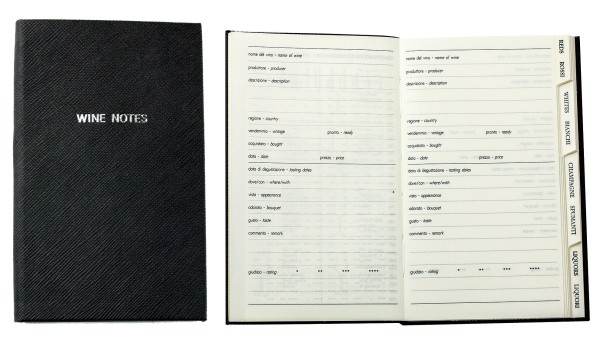 WINE NOTES
nome del vino - name of wine
produttore - producer
descrizione - description
regione - country
vendemmia - vintage pronto - ready
acquistato - bought
data - date prezzo - price
data di degustazione - tasting dates
dove/con - where/with
vista - appearance
odorato - bouquet
gusto - taste
commento - remark
giudizio - rating * ** *** ****
nome del vino - name of wine
produttore - producer
descrizione - description
regione - country
vendemmia - vintage pronto - ready
acquistato - bought
data - date prezzo - price
data di degustazione - tasting dates
dove/con - where/with
vista - appearance
odorato - bouquet
gusto - taste
commento - remark
giudizio - rating * ** *** ****
REDS ROSSI
WHITES BIANCHI
CHAMPAGNE SPUMANTI
LIQUORS LIQUORI